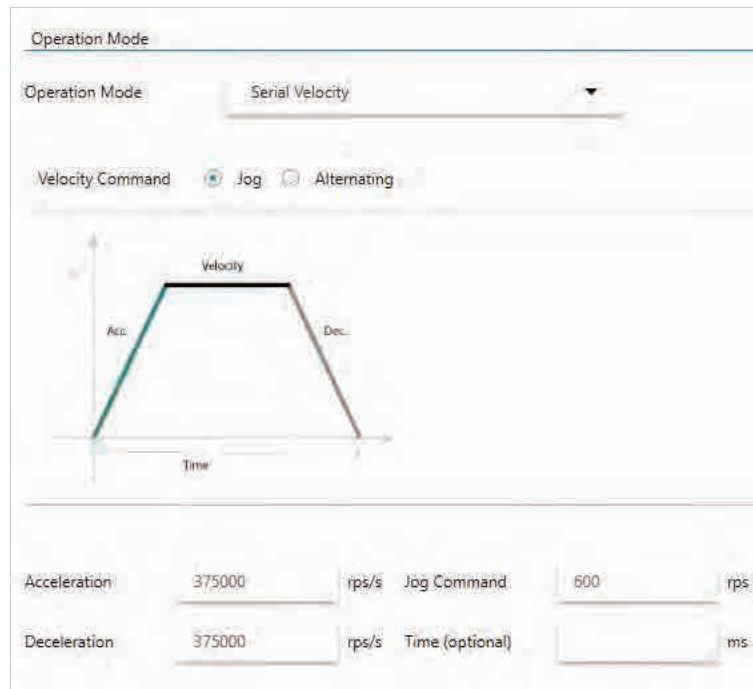 Operation Mode
Operation Mode Serial Velocity
Velocity Command Jog Alternating
Velocity
Acc. Dec.
Time
Acceleration 375000 rps/s Jog Command 600 rps
Deceleration 375000 rps/s Time (optional) ms